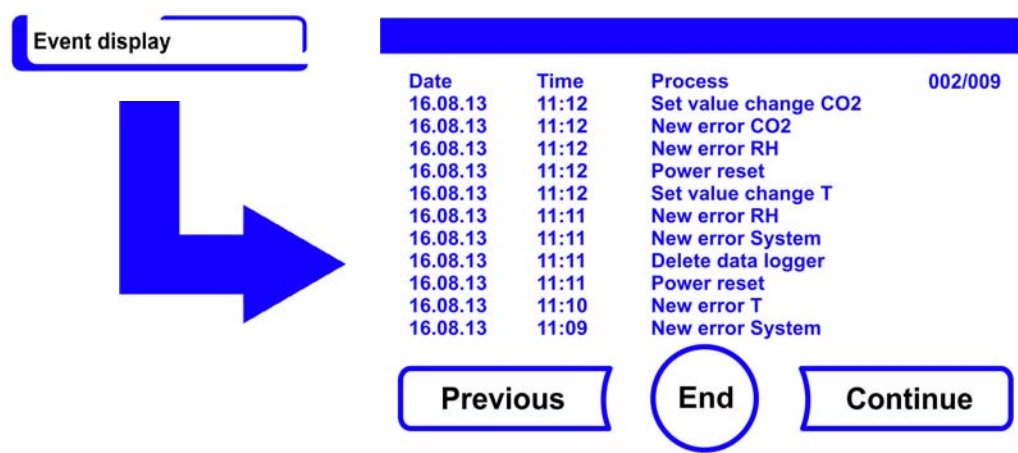 Event display
Date Time Process 002/009
16.08.13 11:12 Set value change CO2
16.08.13 11:12 New error CO2
16.08.13 11:12 New error RH
16.08.13 11:12 Power reset
16.08.13 11:12 Set value change T
16.08.13 11:11 New error RH
16.08.13 11:11 New error System
16.08.13 11:11 Delete data logger
16.08.13 11:11 Power reset
16.08.13 11:10 New error T
16.08.13 11:09 New error System
Previous End Continue